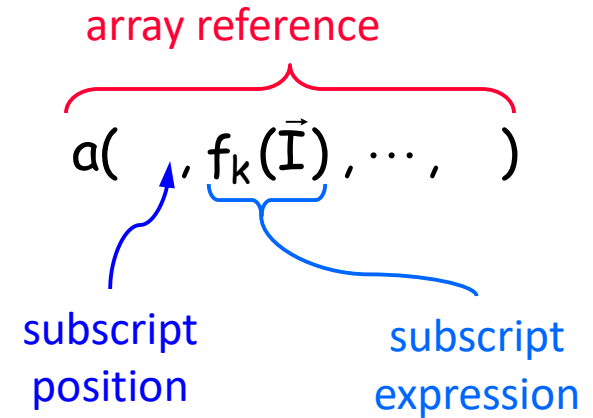 array reference
a( , fₖ(I⃗) , ⋯ , )
subscript
position
subscript
expression